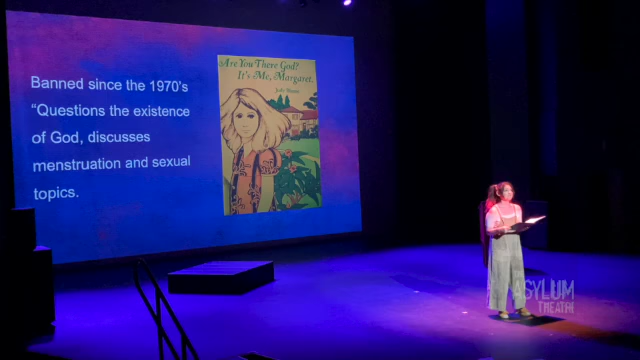 Banned since the 1970's
“Questions the existence
of God, discusses
menstruation and sexual
topics.
Are You There God?
It's Me, Margaret.
Judy Blume
ASYLUM
THEATRE